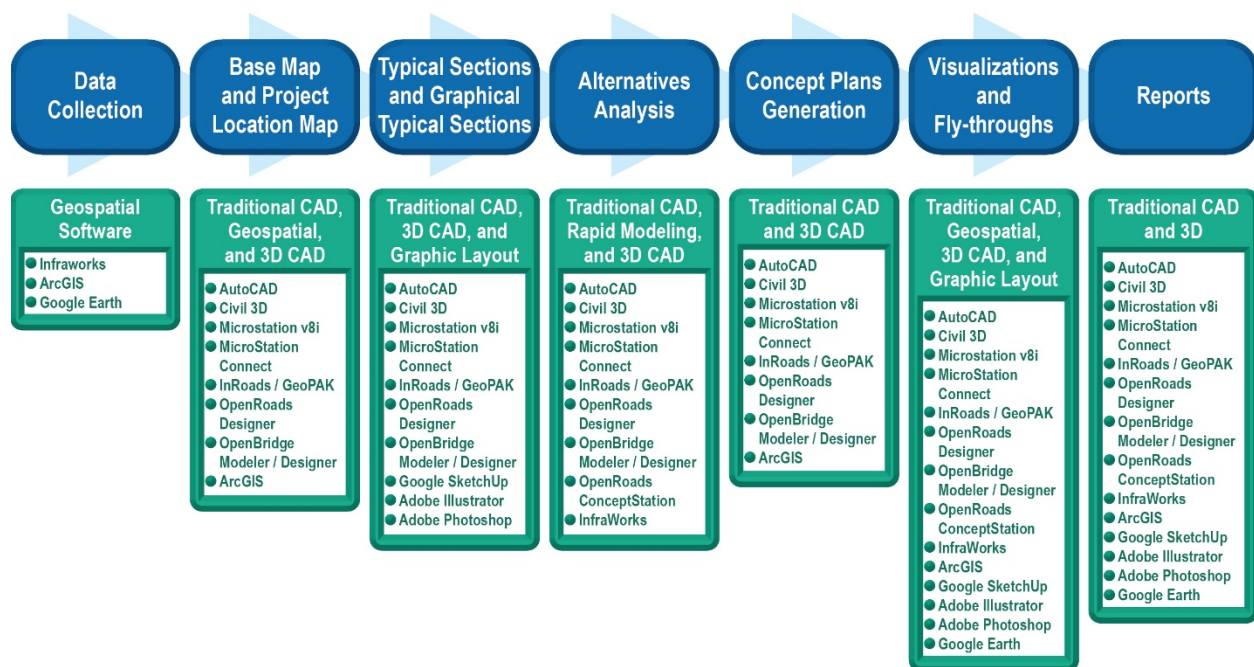 Data
Collection
Base Map
and Project
Location Map
Typical Sections
and Graphical
Typical Sections
Alternatives
Analysis
Concept Plans
Generation
Visualizations
and
Fly-throughs
Reports
Geospatial
Software
Infraworks
ArcGIS
Google Earth
Traditional CAD,
Geospatial,
and 3D CAD
AutoCAD
Civil 3D
Microstation v8i
MicroStation
Connect
InRoads / GeoPAK
OpenRoads
Designer
OpenBridge
Modeler / Designer
ArcGIS
Traditional CAD,
3D CAD, and
Graphic Layout
AutoCAD
Civil 3D
Microstation v8i
MicroStation
Connect
InRoads / GeoPAK
OpenRoads
Designer
OpenBridge
Modeler / Designer
Google SketchUp
Adobe Illustrator
Adobe Photoshop
Traditional CAD,
Rapid Modeling,
and 3D CAD
AutoCAD
Civil 3D
Microstation v8i
MicroStation
Connect
InRoads / GeoPAK
OpenRoads
Designer
OpenBridge
Modeler / Designer
OpenRoads
ConceptStation
InfraWorks
Traditional CAD
and 3D CAD
AutoCAD
Civil 3D
Microstation v8i
MicroStation
Connect
InRoads / GeoPAK
OpenRoads
Designer
OpenBridge
Modeler / Designer
ArcGIS
Traditional CAD,
Geospatial,
3D CAD, and
Graphic Layout
AutoCAD
Civil 3D
Microstation v8i
MicroStation
Connect
InRoads / GeoPAK
OpenRoads
Designer
OpenBridge
Modeler / Designer
OpenRoads
ConceptStation
InfraWorks
ArcGIS
Google SketchUp
Adobe Illustrator
Adobe Photoshop
Google Earth
Traditional CAD
and 3D
AutoCAD
Civil 3D
Microstation v8i
MicroStation
Connect
InRoads / GeoPAK
OpenRoads
Designer
OpenBridge
Modeler / Designer
OpenRoads
ConceptStation
InfraWorks
ArcGIS
Google SketchUp
Adobe Illustrator
Adobe Photoshop
Google Earth